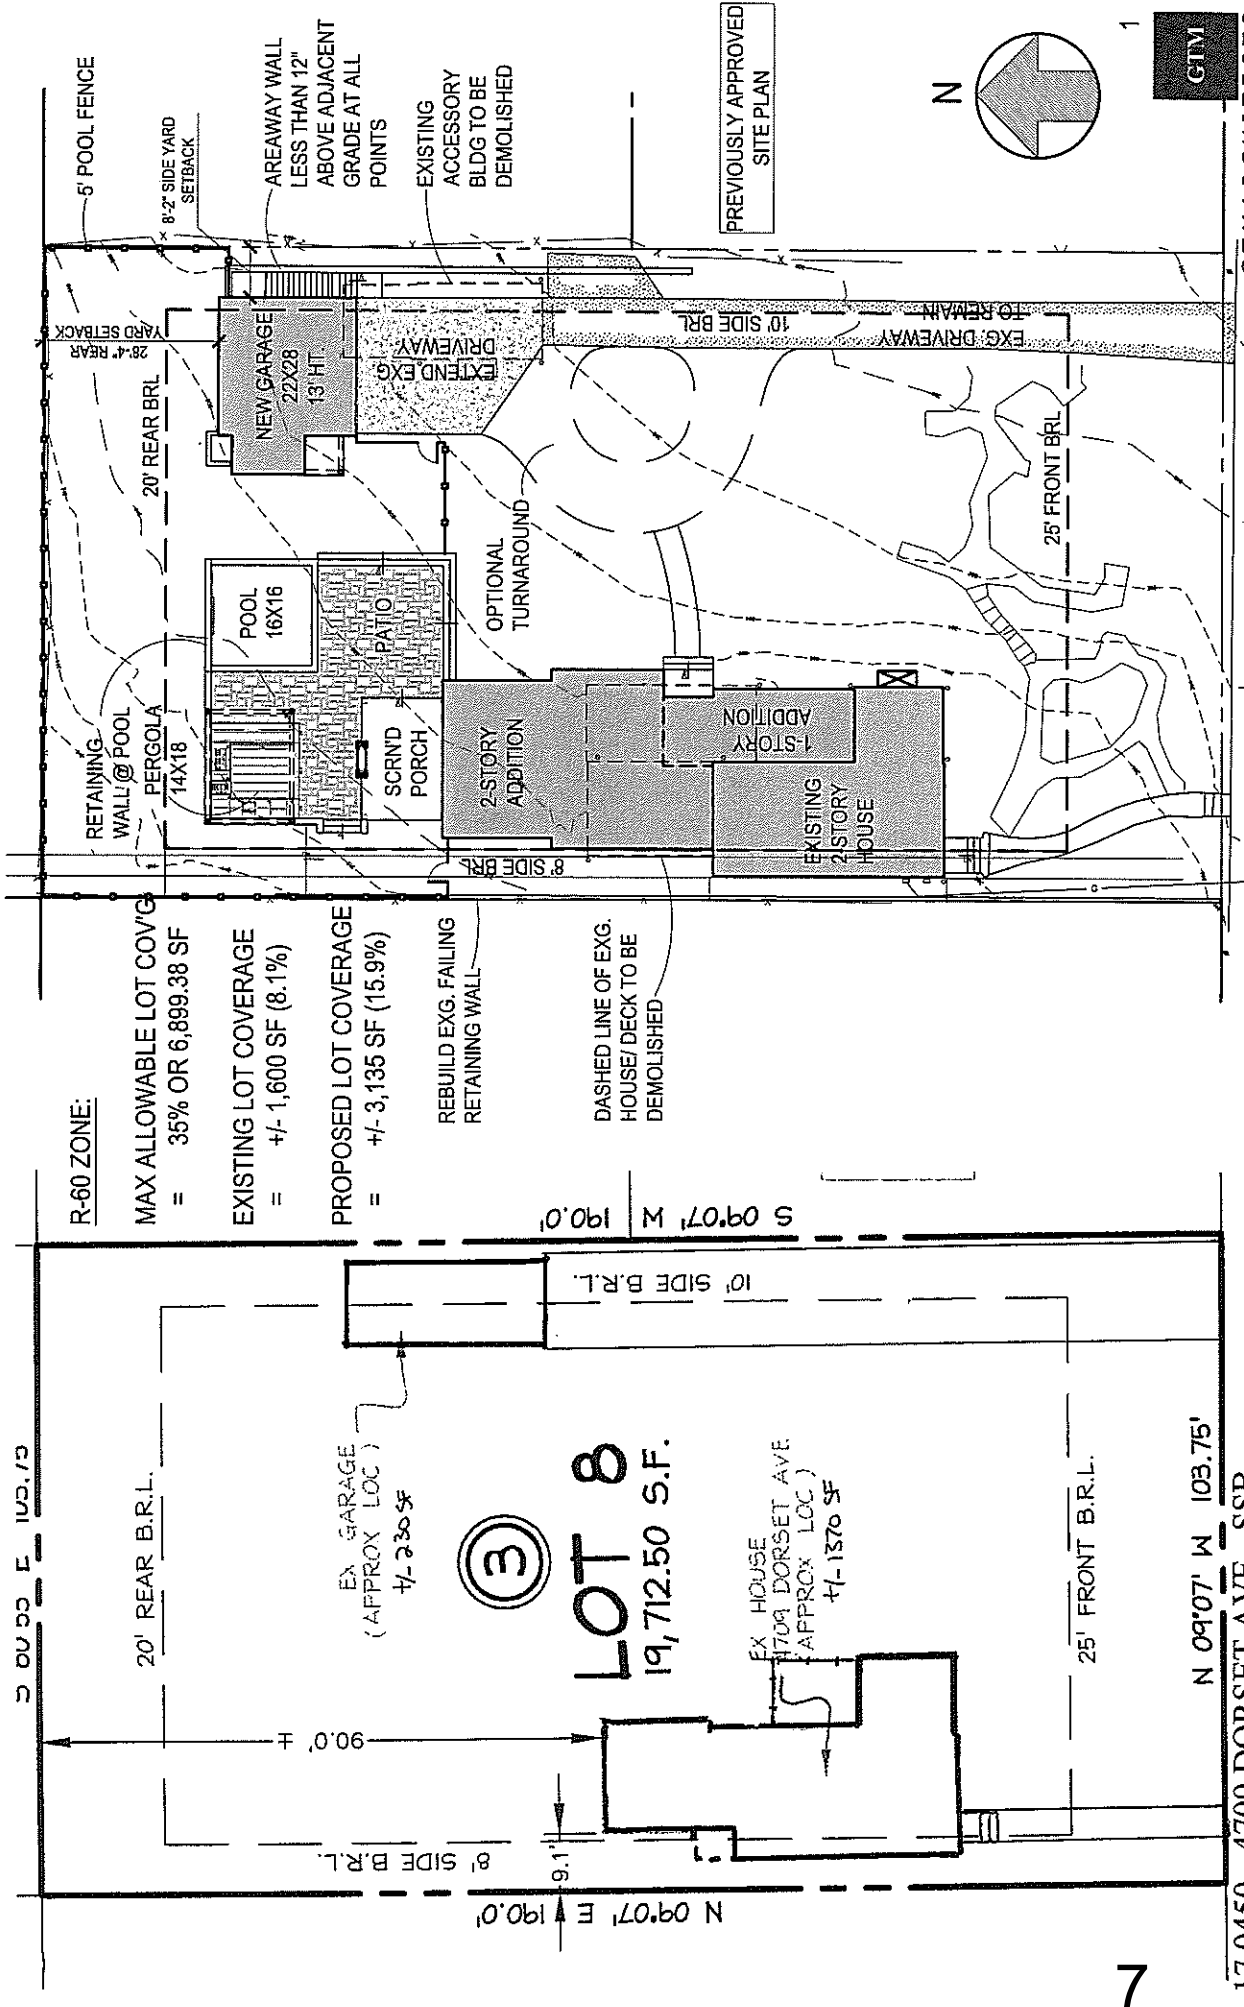 R-60 ZONE:
MAX ALLOWABLE LOT COV'G
= 35% OR 6,899.38 SF
EXISTING LOT COVERAGE
= +/- 1,600 SF (8.1%)
PROPOSED LOT COVERAGE
= +/- 3,135 SF (15.9%)
REBUILD EXG. FAILING
RETAINING WALL
DASHED LINE OF EXG.
HOUSE/ DECK TO BE
DEMOLISHED
RETAINING
WALL @ POOL
PERGOLA
14X18
20' REAR BRL
28'-4" REAR
YARD SETBACK
5' POOL FENCE
8'-2" SIDE YARD
SETBACK
AREAWAY WALL
LESS THAN 12"
ABOVE ADJACENT
GRADE AT ALL
POINTS
EXISTING
ACCESSORY
BLDG TO BE
DEMOLISHED
NEW GARAGE
22X28
13' HT
EXTEND EXG
DRIVEWAY
POOL
16X16
PATIO
SCRN'D
PORCH
OPTIONAL
TURNAROUND
2-STORY
ADDITION
1-STORY
ADDITION
EXISTING
2-STORY
HOUSE
8' SIDE BRL
10' SIDE BRL
EXG. DRIVEWAY
TO REMAIN
25' FRONT BRL
PREVIOUSLY APPROVED
SITE PLAN
N
1
GTM
103.75
20' REAR B.R.L.
90.0' ±
8' SIDE B.R.L.
9.1'
N 09°07' E 190.0'
EX GARAGE
(APPROX LOC)
+/- 230 SF
10' SIDE B.R.L.
S 09°07' W 190.0'
3
LOT 8
19,712.50 S.F.
EX HOUSE
4709 DORSET AVE
(APPROX LOC)
+/- 1370 SF
25' FRONT B.R.L.
N 09°07' W 103.75'
4709 DORSET AVE
7